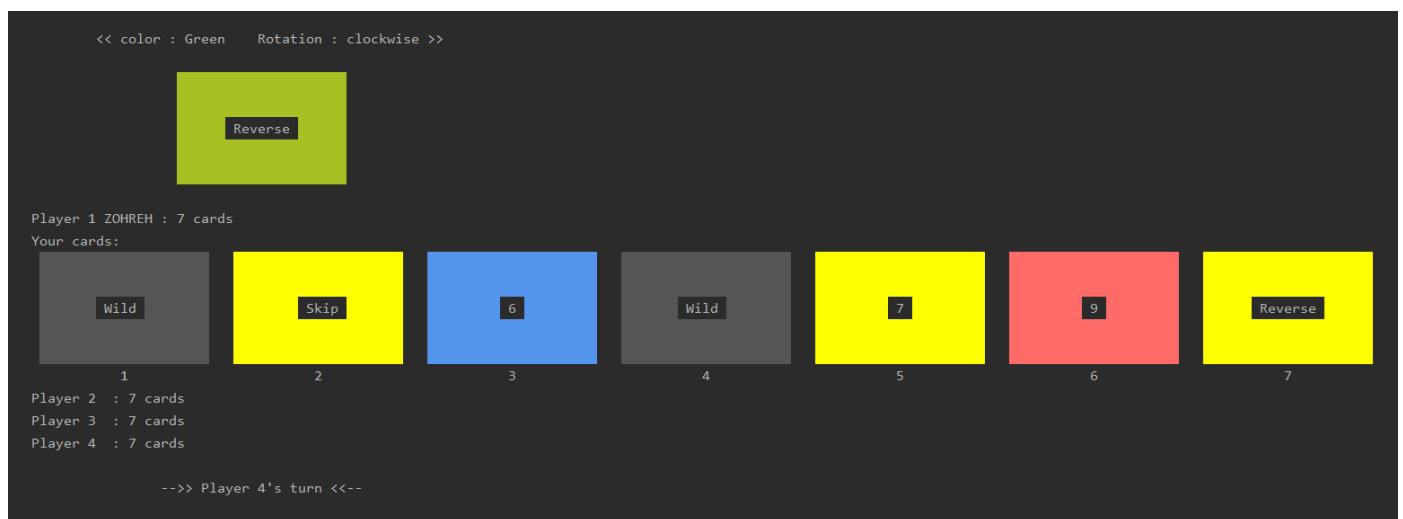 << color : Green    Rotation : clockwise >>
Reverse
Player 1 ZOHREH : 7 cards
Your cards:
Wild Skip 6 Wild 7 9 Reverse
1 2 3 4 5 6 7
Player 2  : 7 cards
Player 3  : 7 cards
Player 4  : 7 cards
-->> Player 4's turn <<--